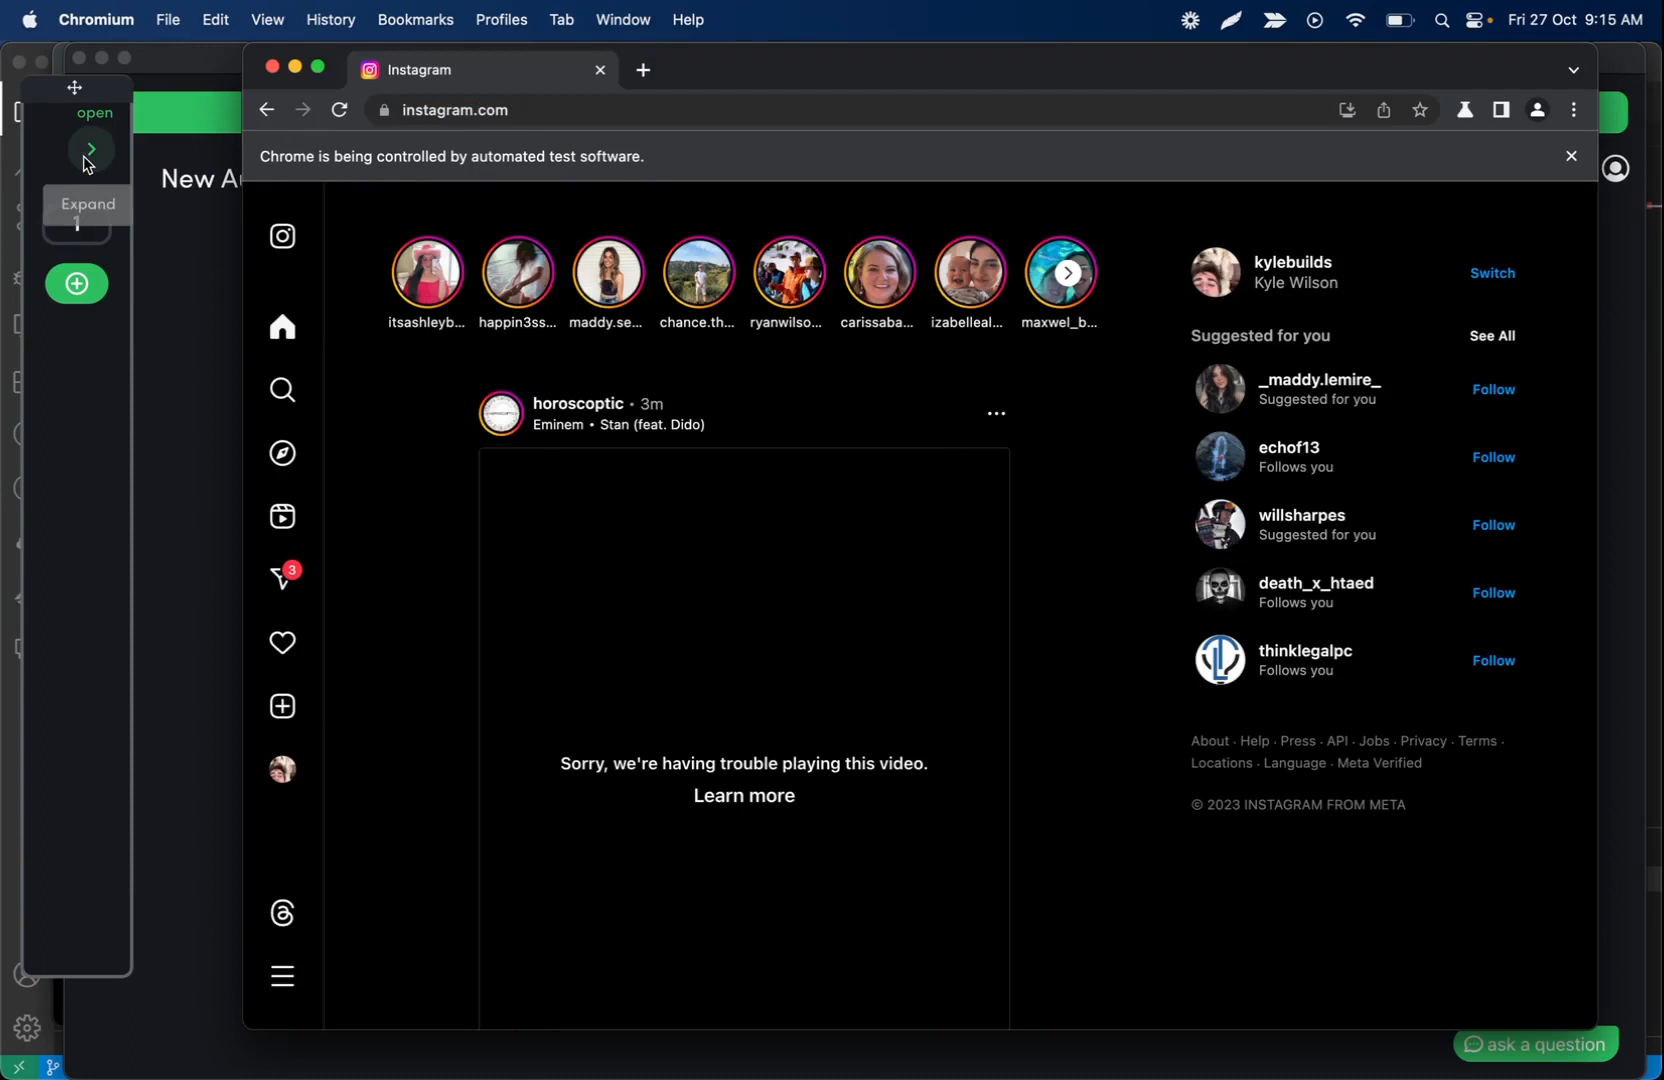 Chromium File Edit View History Bookmarks Profiles Tab Window Help
Fri 27 Oct 9:15 AM
Instagram
instagram.com
Chrome is being controlled by automated test software.
open
Expand
1
New A
itsashleyb... happin3ss... maddy.se... chance.th... ryanwilso... carissaba... izabelleal... maxwel_b...
horoscoptic • 3m
Eminem • Stan (feat. Dido)
Sorry, we're having trouble playing this video.
Learn more
3
kylebuilds
Kyle Wilson
Switch
Suggested for you
See All
_maddy.lemire_
Suggested for you
Follow
echof13
Follows you
Follow
willsharpes
Suggested for you
Follow
death_x_htaed
Follows you
Follow
thinklegalpc
Follows you
Follow
About · Help · Press · API · Jobs · Privacy · Terms ·
Locations · Language · Meta Verified
© 2023 INSTAGRAM FROM META
ask a question